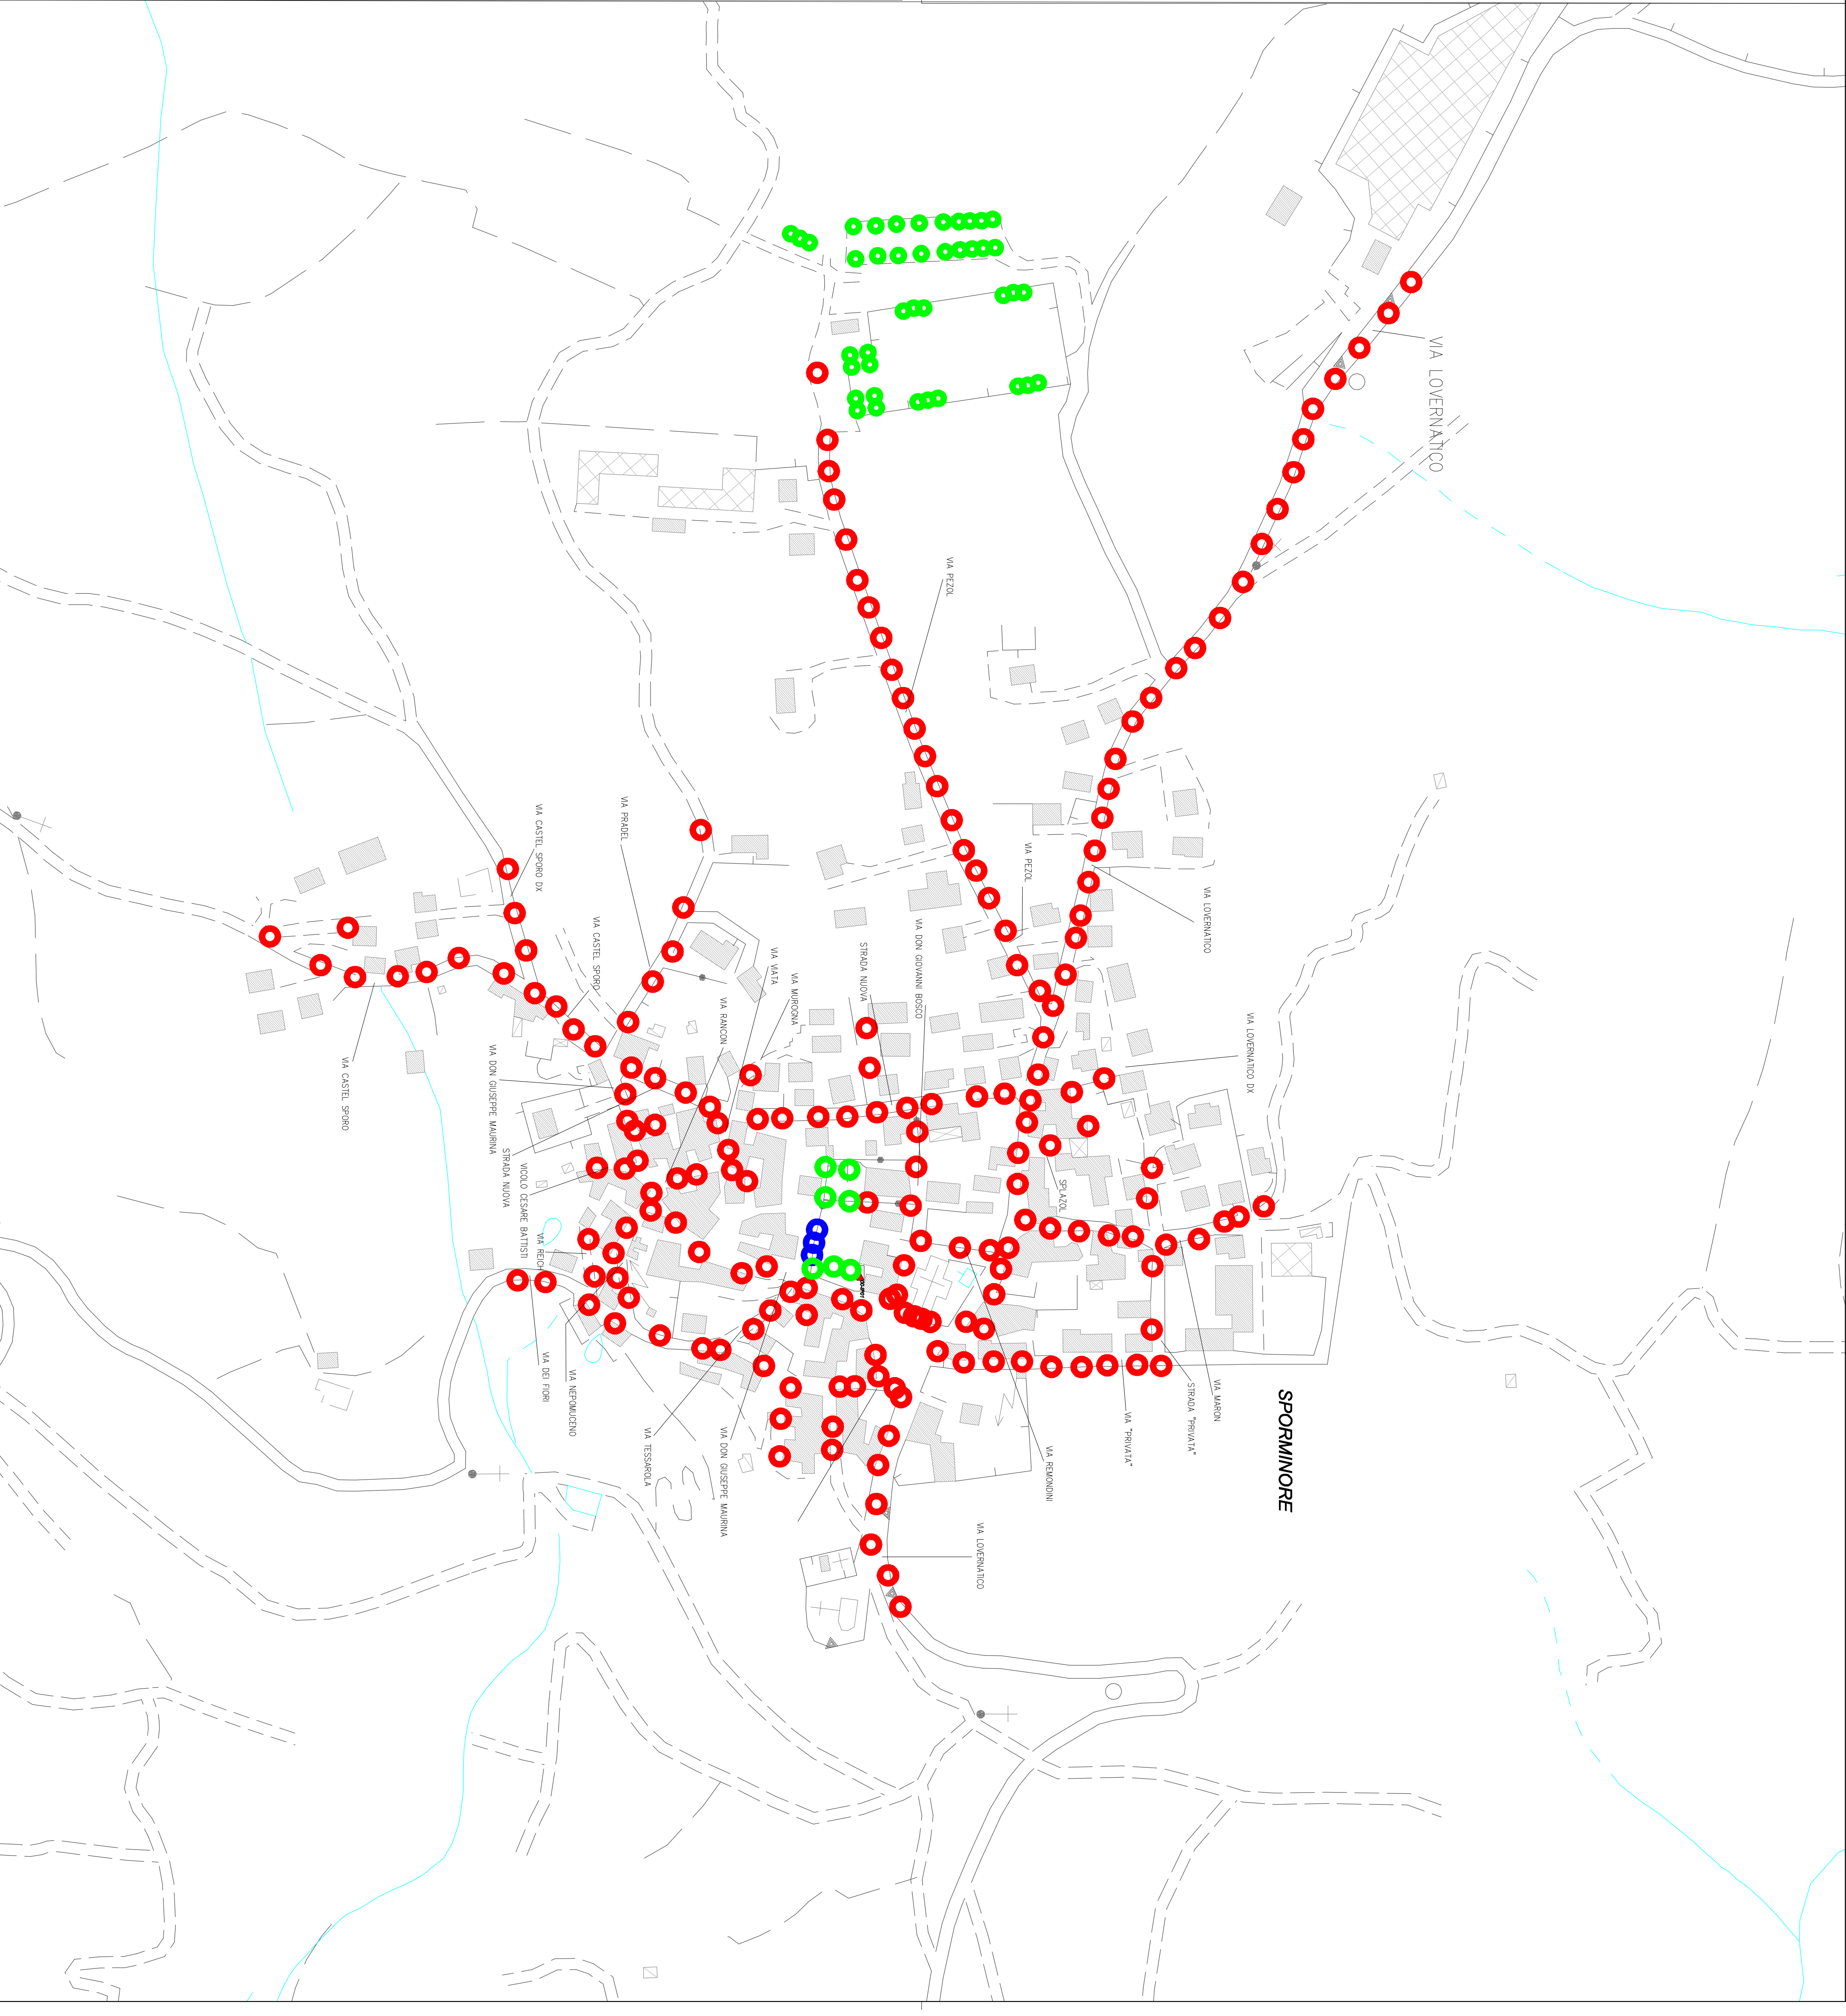 VIA LOVERNATICO
VIA PEZOL
VIA PRADEL
VIA CASTEL SPORO DX
VIA PEZOL
VIA LOVERNATICO
VIA CASTEL SPORO
VIA VIATA
VIA MUROGNA
STRADA NUOVA
VIA DON GIOVANNI BOSCO
VIA RANCON
VIA LOVERNATICO DX
VIA CASTEL SPORO
VIA DON GIUSEPPE MAURINA
STRADA NUOVA
VICOLO CESARE BATTISTI
SPLAZOL
VIA REICH
VIA DEI FIORI
VIA NEPOMUCENO
VIA TESSAROLA
VIA DON GIUSEPPE MAURINA
VIA REMONDINI
VIA "PRIVATA"
STRADA "PRIVATA"
VIA MARON
SPORMINORE
VIA LOVERNATICO